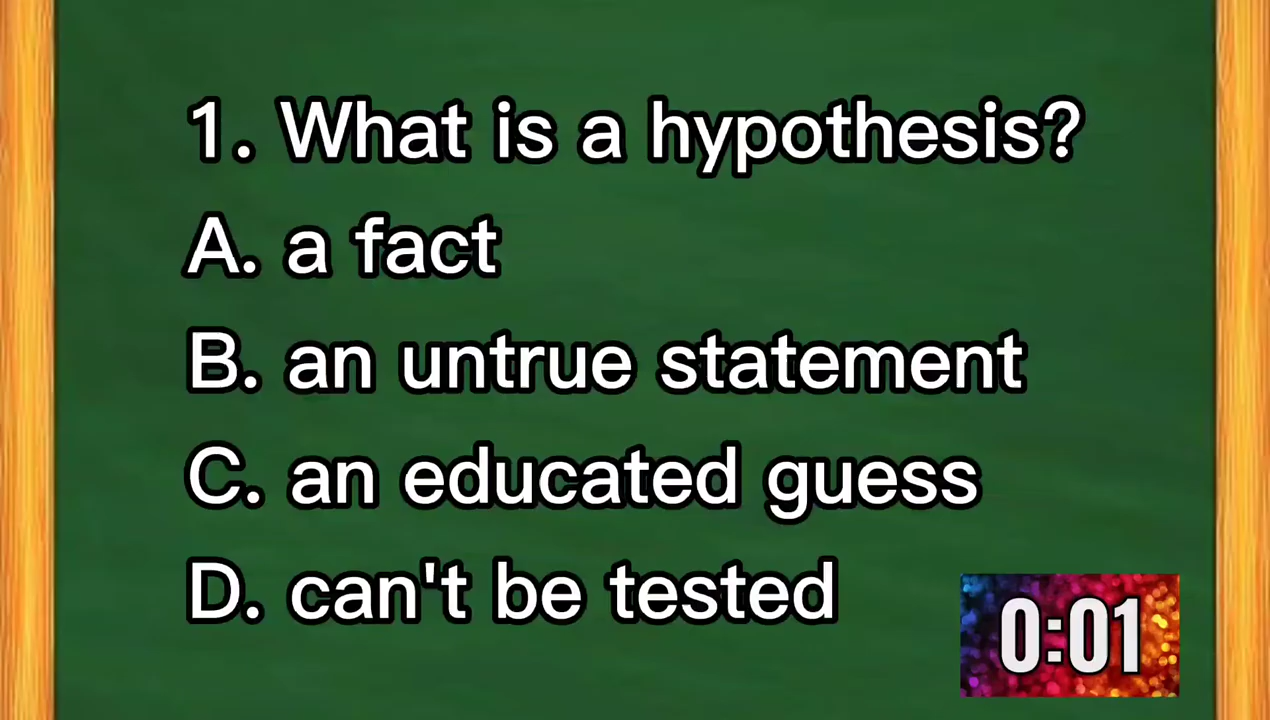 1. What is a hypothesis?
A. a fact
B. an untrue statement
C. an educated guess
D. can't be tested
0:01